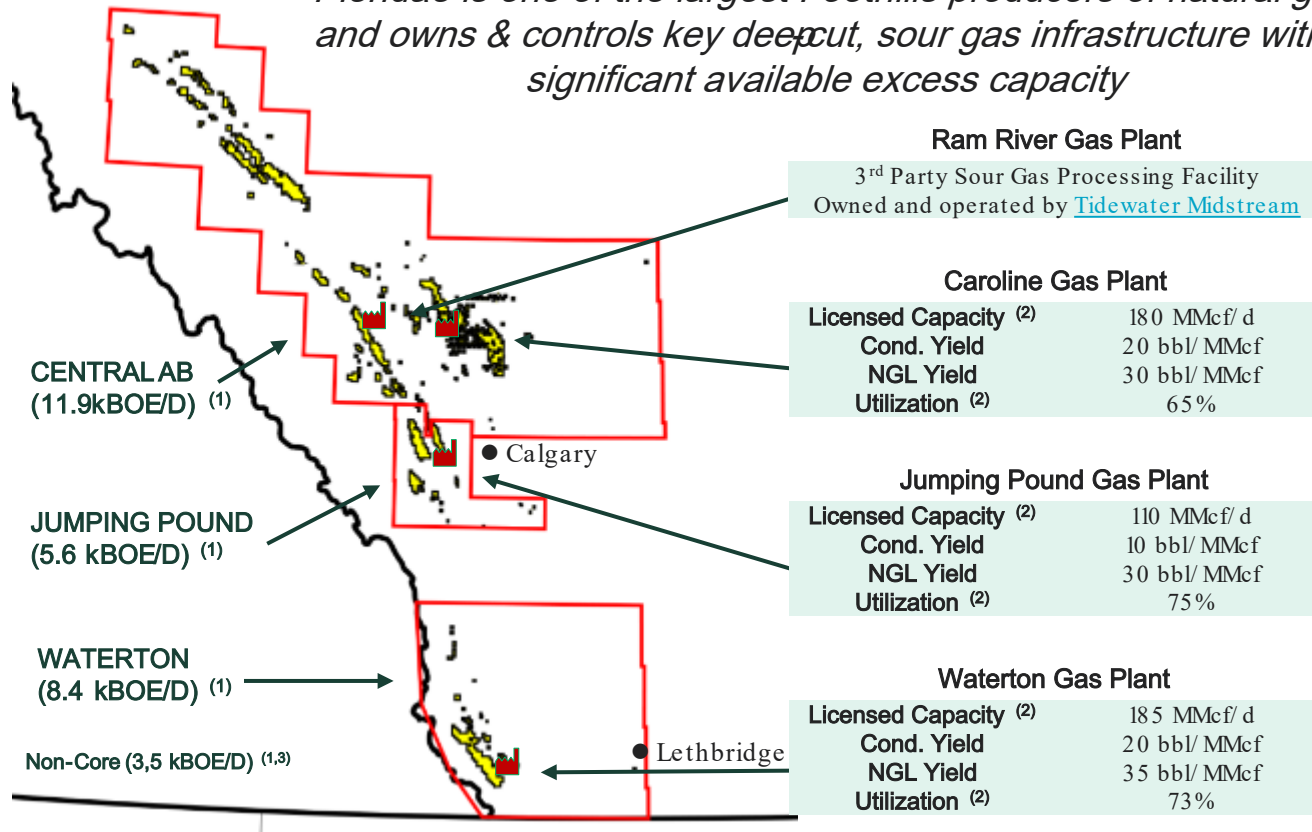 and owns & controls key deep-cut, sour gas infrastructure with
significant available excess capacity
Ram River Gas Plant
3rd Party Sour Gas Processing Facility
Owned and operated by Tidewater Midstream
Caroline Gas Plant
Licensed Capacity (2) 180 MMcf/d
Cond. Yield 20 bbl/MMcf
NGL Yield 30 bbl/MMcf
Utilization (2) 65%
CENTRAL AB
(11.9kBOE/D) (1)
Calgary
Jumping Pound Gas Plant
Licensed Capacity (2) 110 MMcf/d
Cond. Yield 10 bbl/MMcf
NGL Yield 30 bbl/MMcf
Utilization (2) 75%
JUMPING POUND
(5.6 kBOE/D) (1)
WATERTON
(8.4 kBOE/D) (1)
Non-Core (3,5 kBOE/D) (1,3)
Lethbridge
Waterton Gas Plant
Licensed Capacity (2) 185 MMcf/d
Cond. Yield 20 bbl/MMcf
NGL Yield 35 bbl/MMcf
Utilization (2) 73%